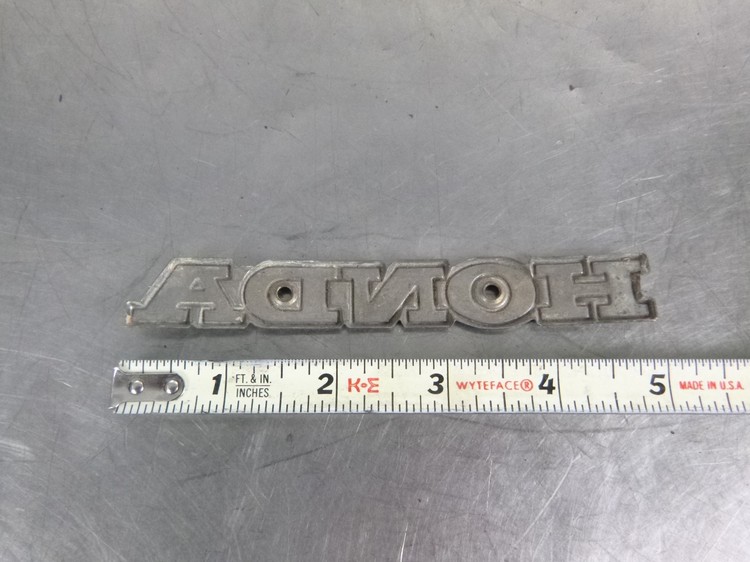 HONDA
1 FT. & IN. INCHES 2 K+E 3 WYTEFACE® 4 5 MADE IN U.S.A.